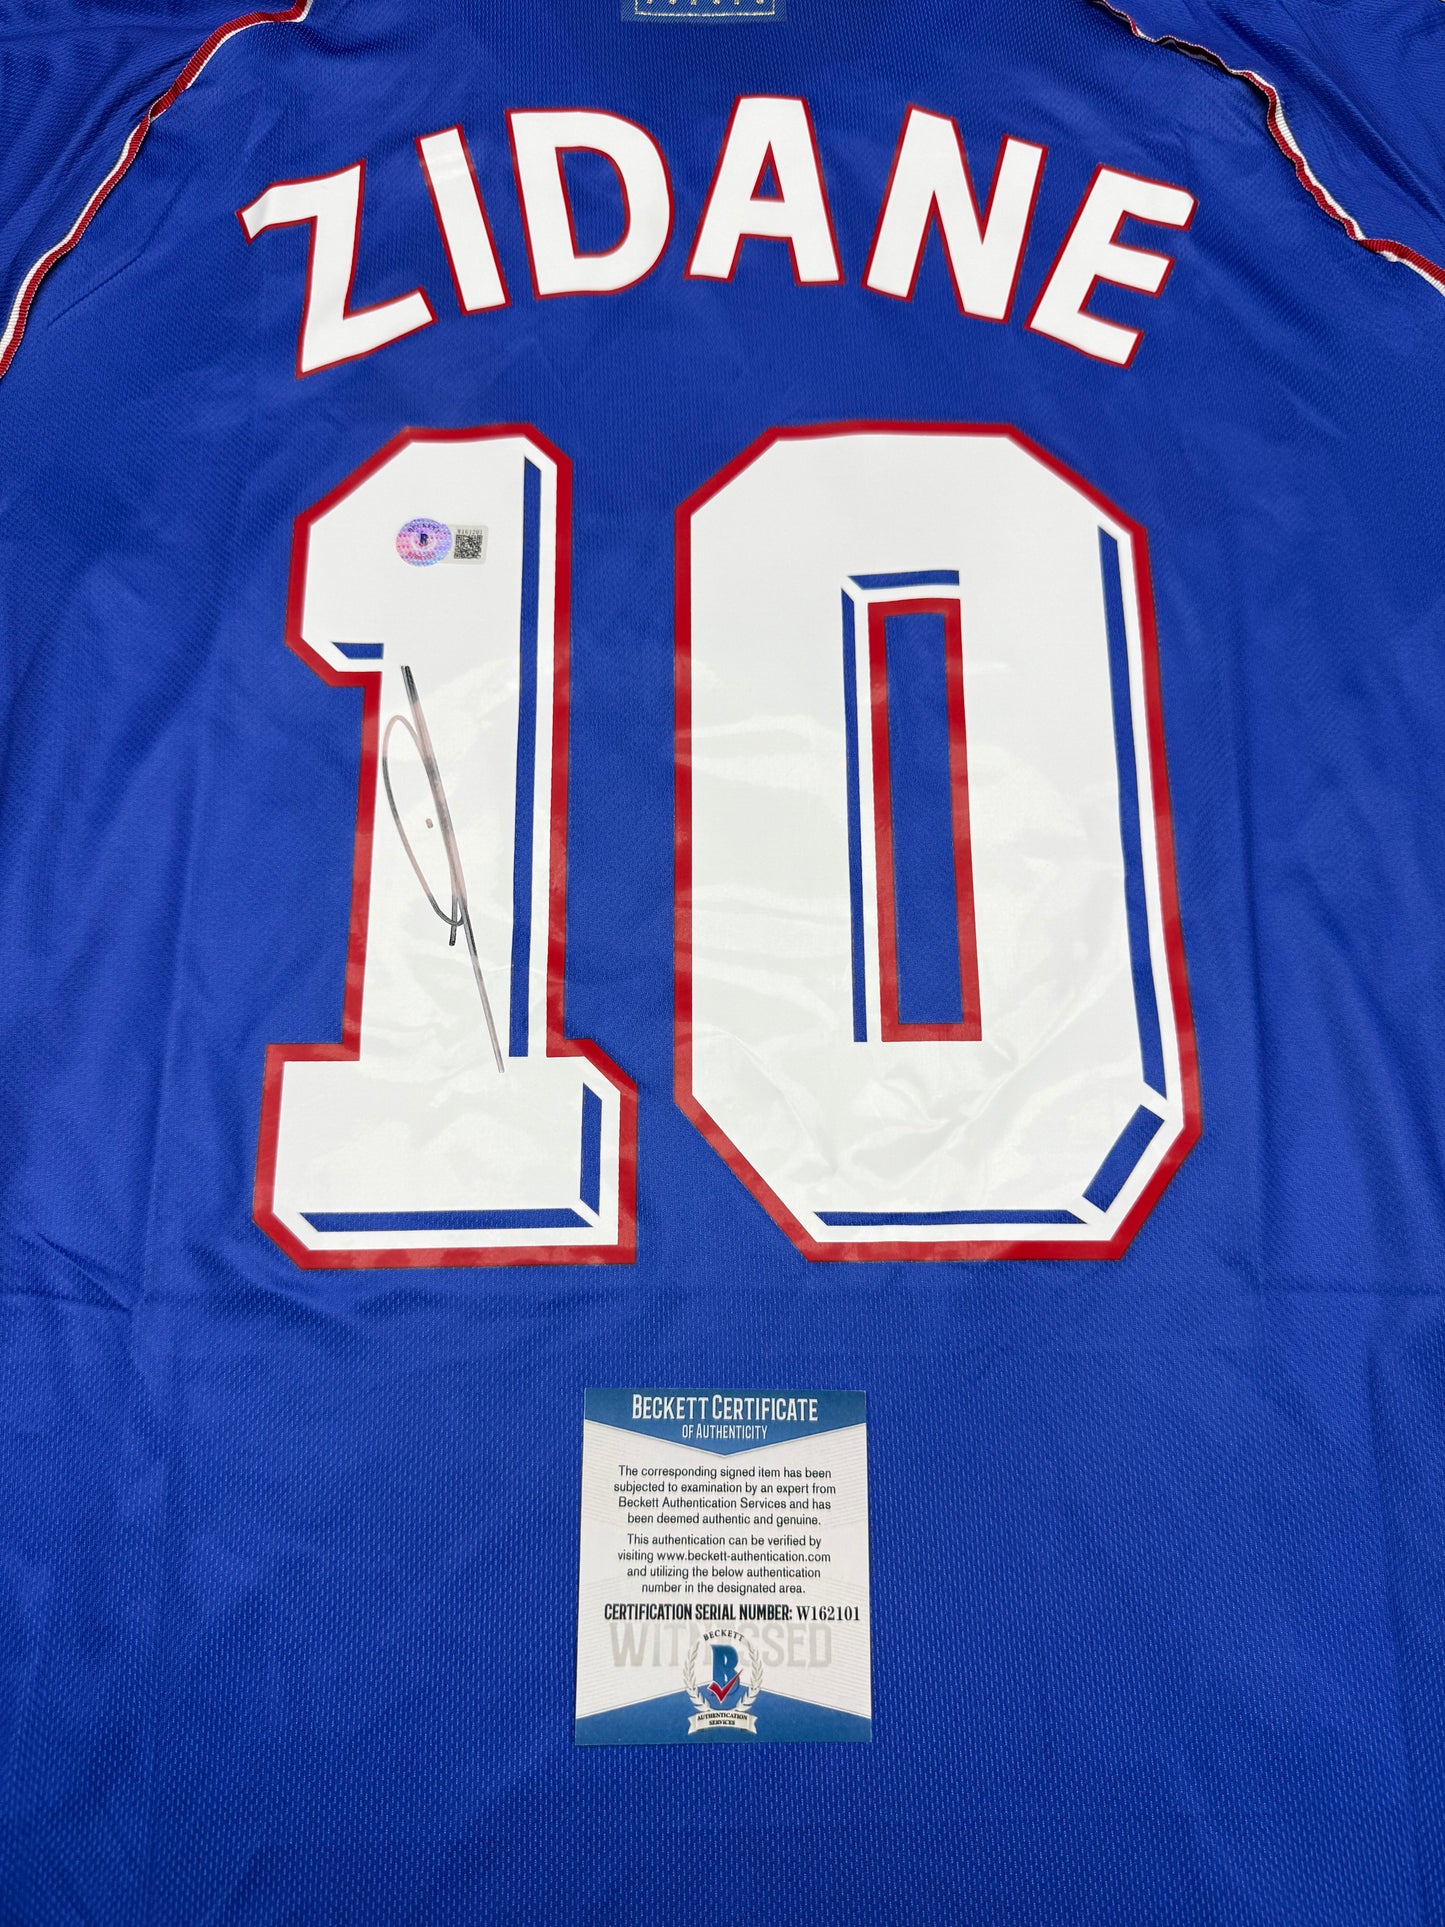 ZIDANE
10
BECKETT CERTIFICATE
OF AUTHENTICITY
The corresponding signed item has been
subjected to examination by an expert from
Beckett Authentication Services and has
been deemed authentic and genuine.
This authentication can be verified by
visiting www.beckett-authentication.com
and utilizing the below authentication
number in the designated area.
CERTIFICATION SERIAL NUMBER: W162101
WITNESSED
BECKETT
B
AUTHENTICATION
SERVICES